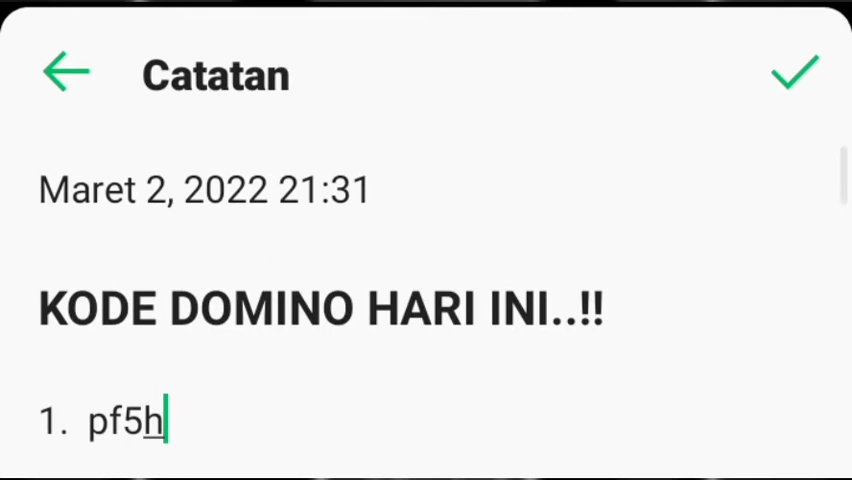 Catatan
Maret 2, 2022 21:31
KODE DOMINO HARI INI..!!
1. pf5h